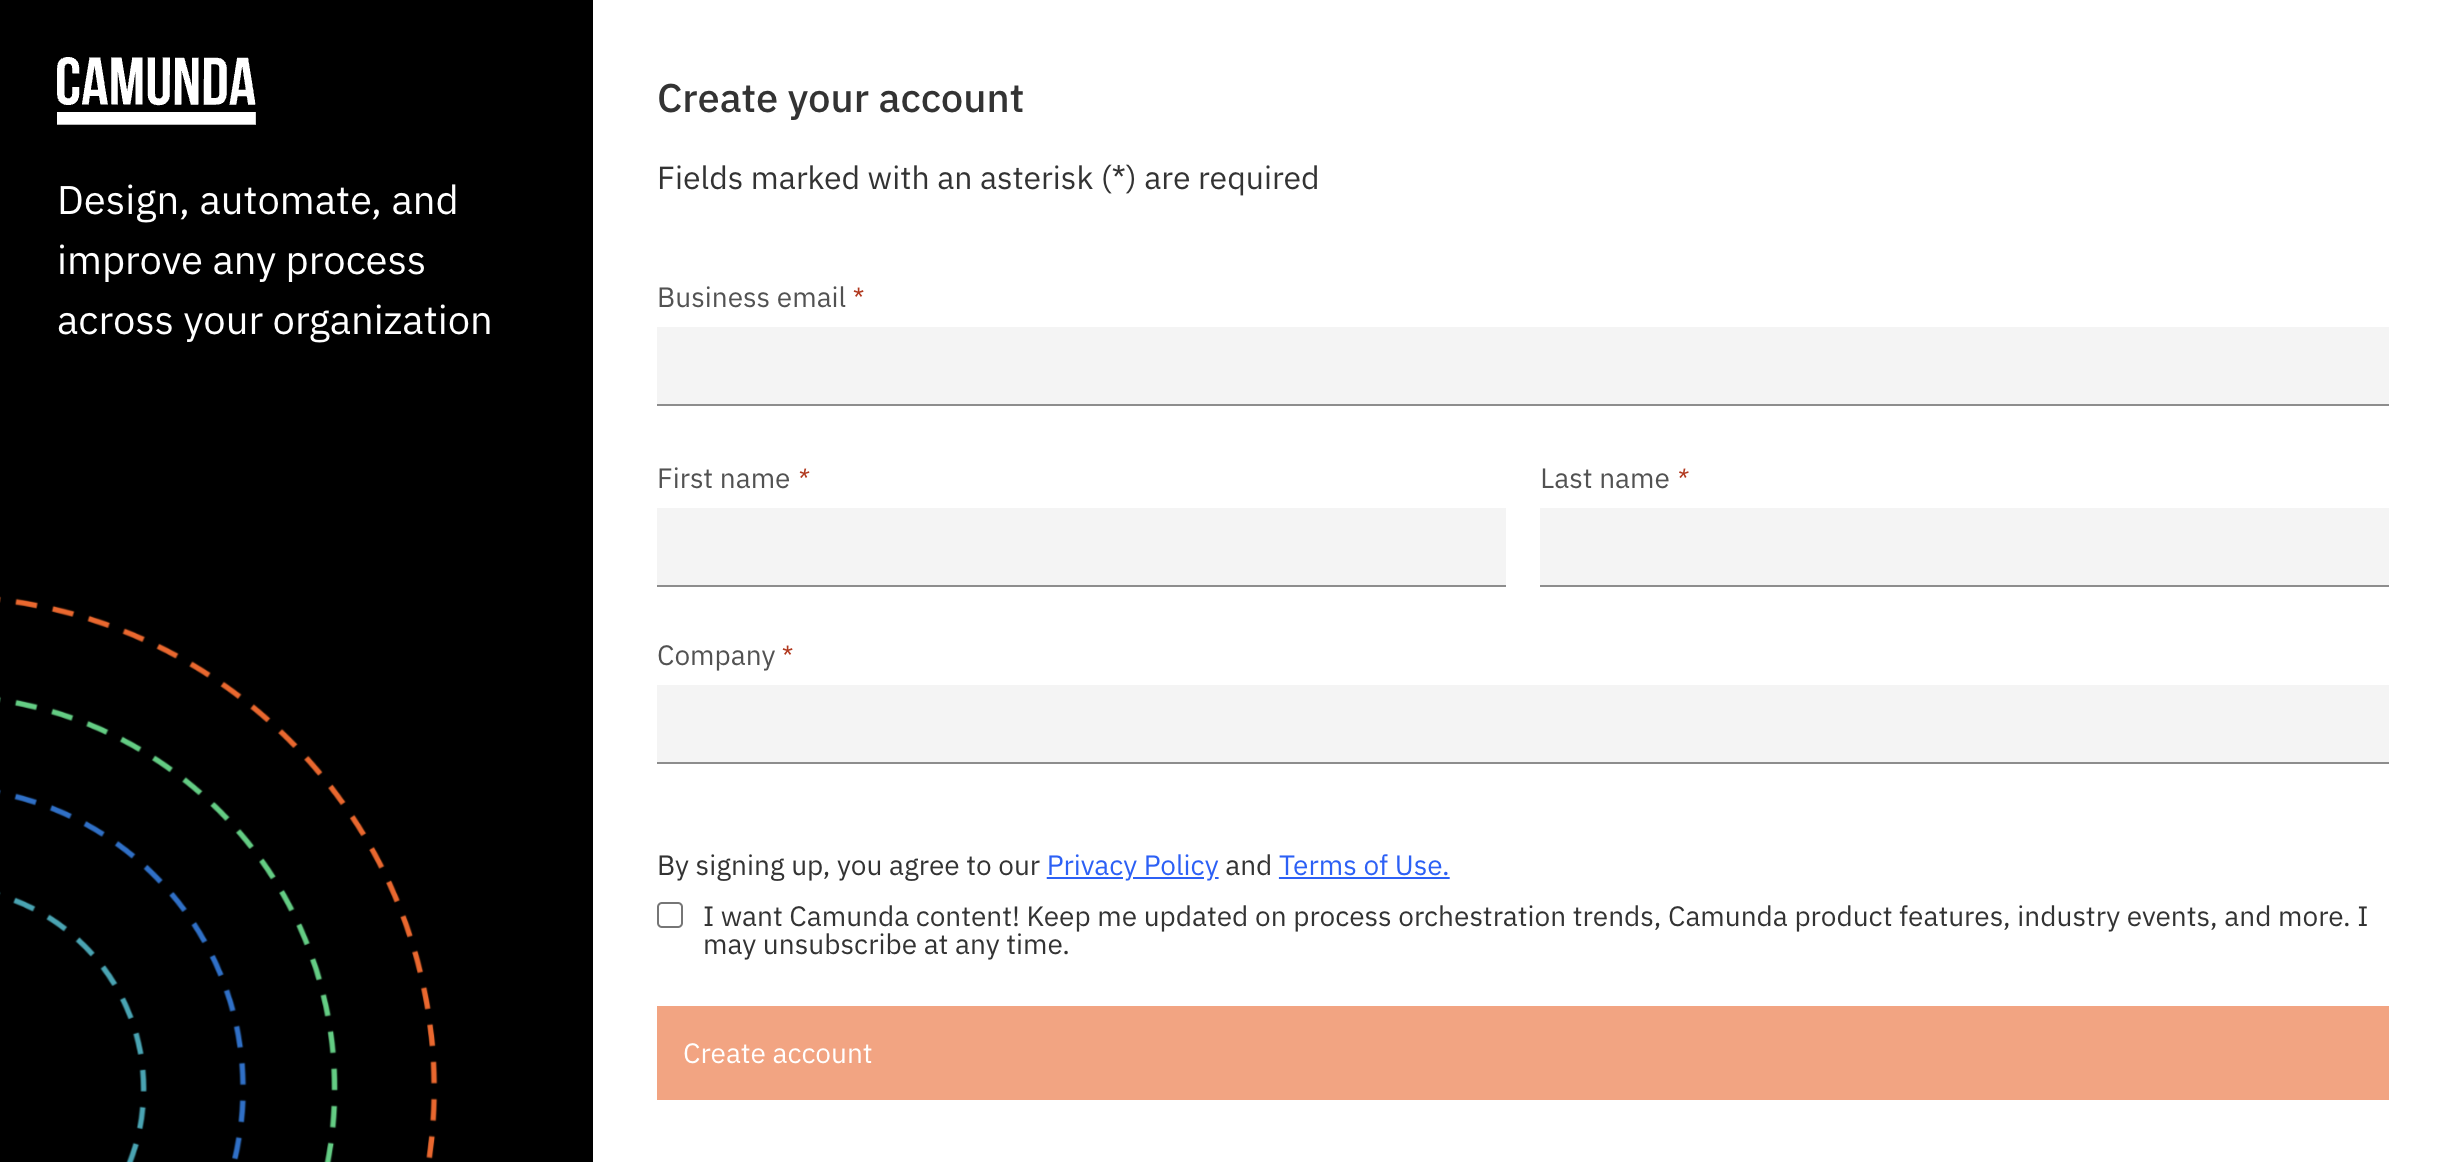 CAMUNDA
Design, automate, and
improve any process
across your organization
Create your account
Fields marked with an asterisk (*) are required
Business email *
First name *
Last name *
Company *
By signing up, you agree to our Privacy Policy and Terms of Use.
I want Camunda content! Keep me updated on process orchestration trends, Camunda product features, industry events, and more. I
may unsubscribe at any time.
Create account